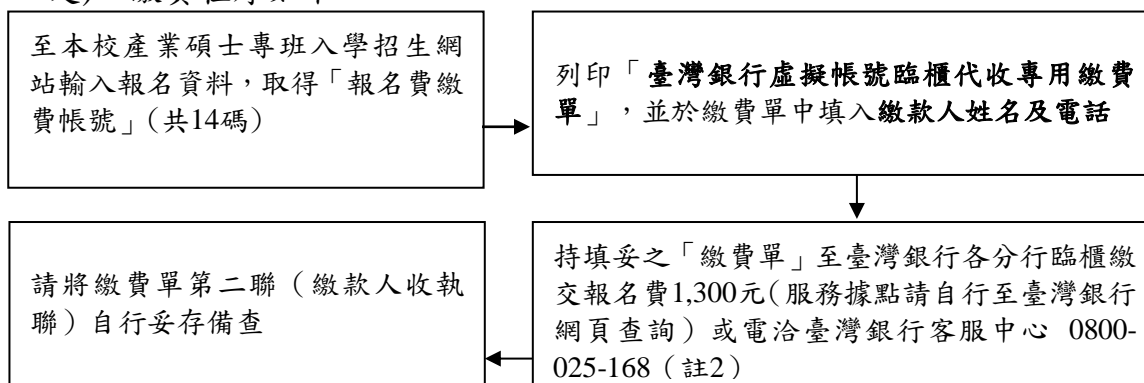 至本校產業碩士專班入學招生網
站輸入報名資料，取得「報名費繳
費帳號」（共14碼）
列印「臺灣銀行虛擬帳號臨櫃代收專用繳費
單」，並於繳費單中填入繳款人姓名及電話
持填妥之「繳費單」至臺灣銀行各分行臨櫃繳
交報名費1,300元(服務據點請自行至臺灣銀行
網頁查詢）或電洽臺灣銀行客服中心 0800-
025-168（註2）
請將繳費單第二聯（繳款人收執
聯）自行妥存備查